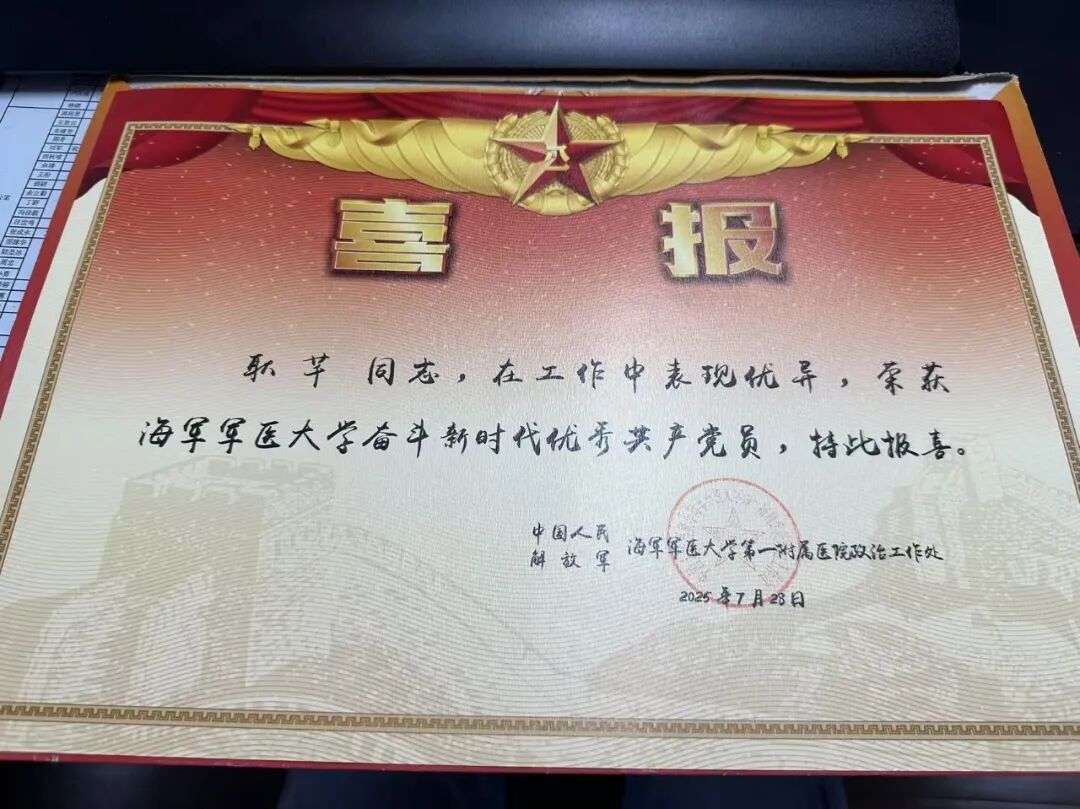 喜报
耿芊 同志，在工作中表现优异，荣获
海军军医大学奋斗新时代优秀共产党员，特此报喜。
中国人民
解放军
海军军医大学第一附属医院政治工作处
2025年7月28日